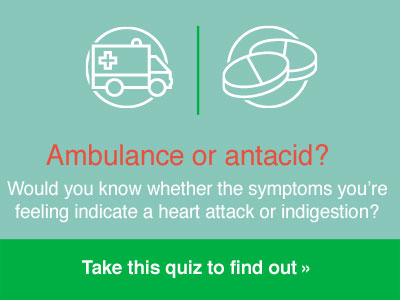 Ambulance or antacid?
Would you know whether the symptoms you're
feeling indicate a heart attack or indigestion?
Take this quiz to find out »